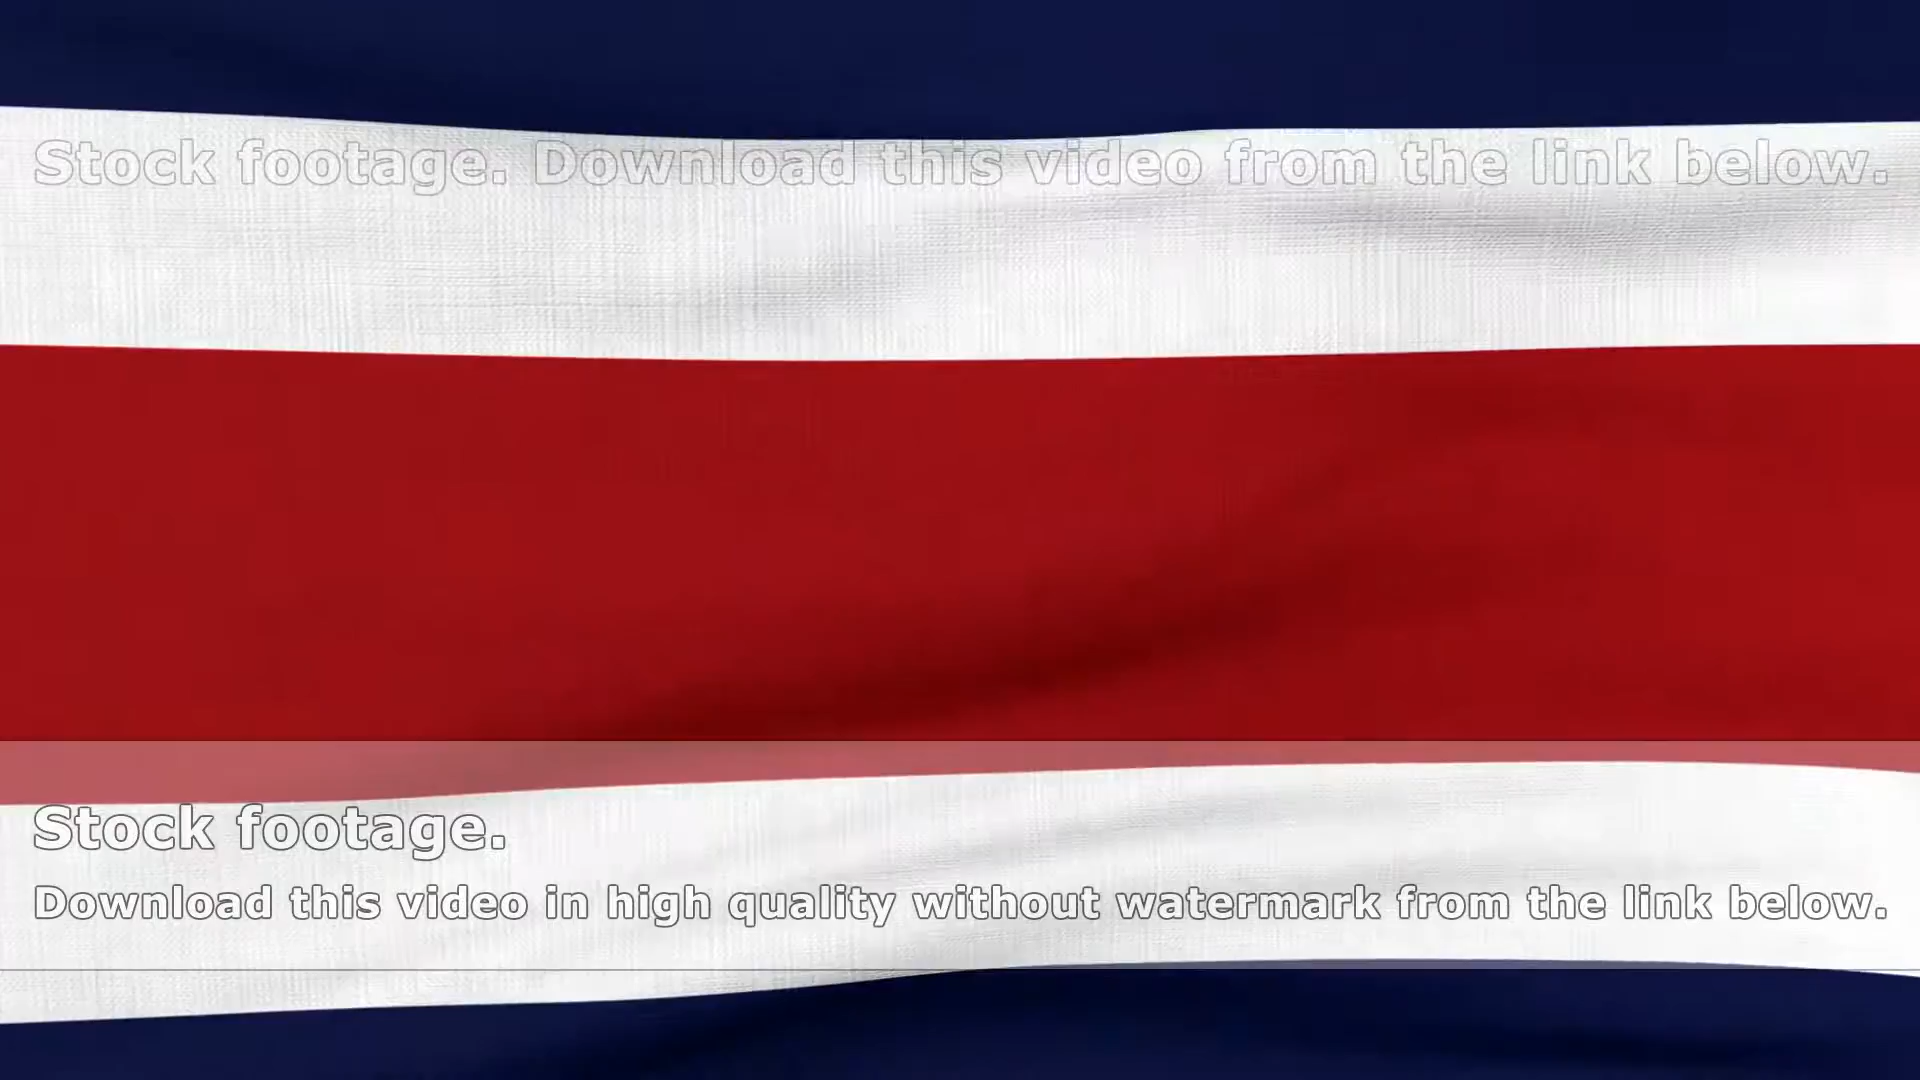 Stock footage. Download this video from the link below.
Stock footage.
Download this video in high quality without watermark from the link below.